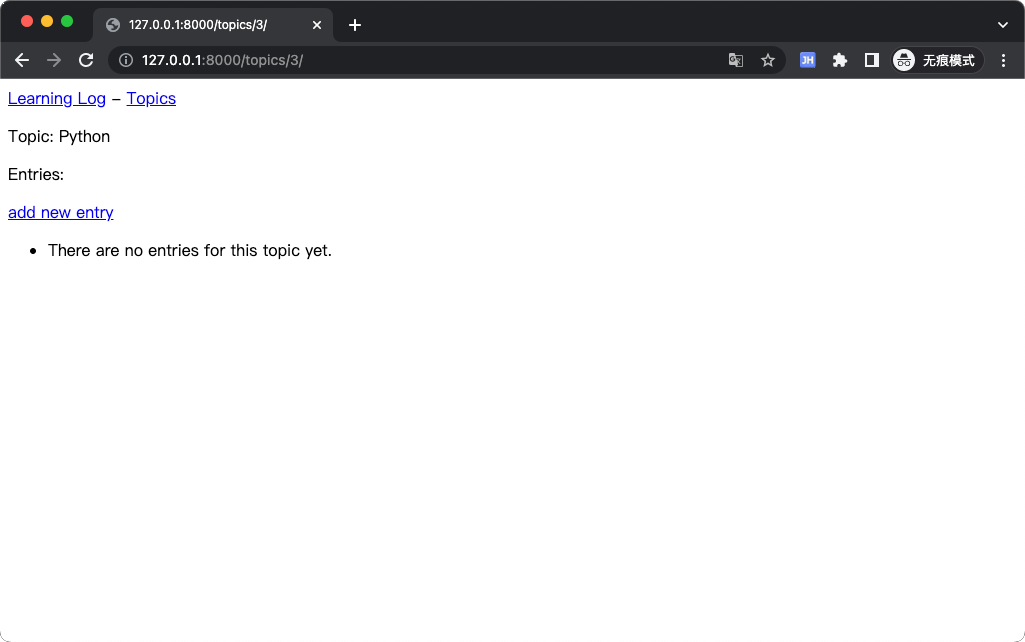 127.0.0.1:8000/topics/3/
127.0.0.1:8000/topics/3/
JH
无痕模式
Learning Log - Topics
Topic: Python
Entries:
add new entry
• There are no entries for this topic yet.